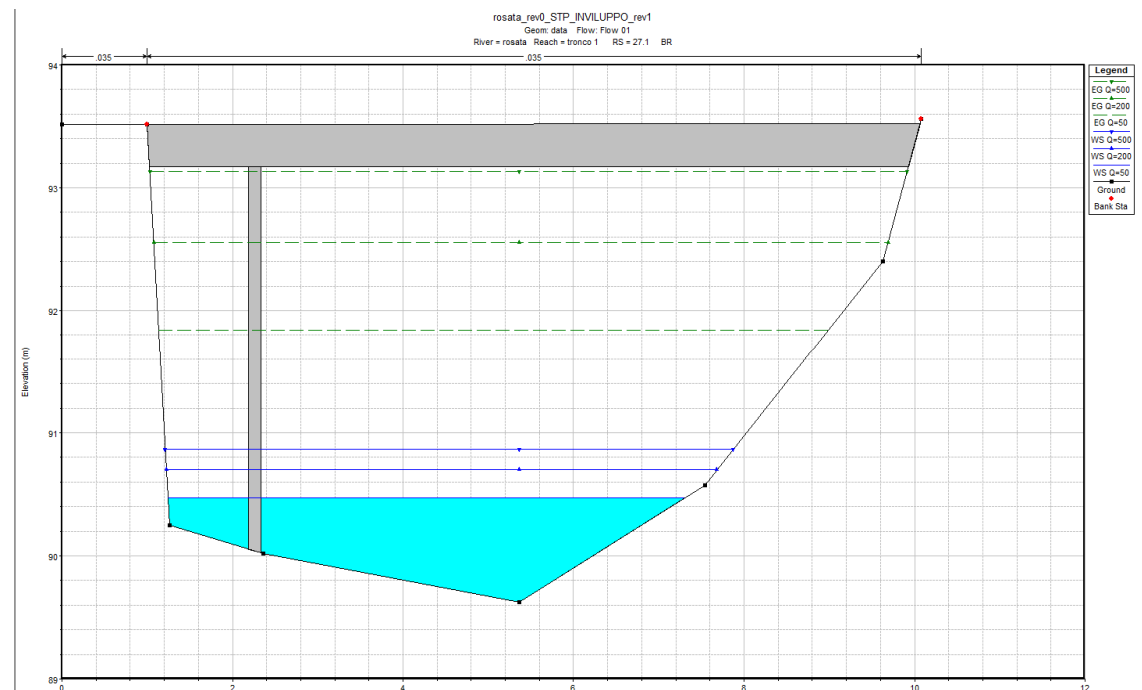 rosata_rev0_STP_INVILUPPO_rev1
Geom: data Flow: Flow 01
River = rosata Reach = tronco 1 RS = 27.1 BR
.035
.035
94
93
92
91
90
89
Elevation (m)
0
2
4
6
8
10
12
Legend
EG Q=500
EG Q=200
EG Q=50
WS Q=500
WS Q=200
WS Q=50
Ground
Bank Sta